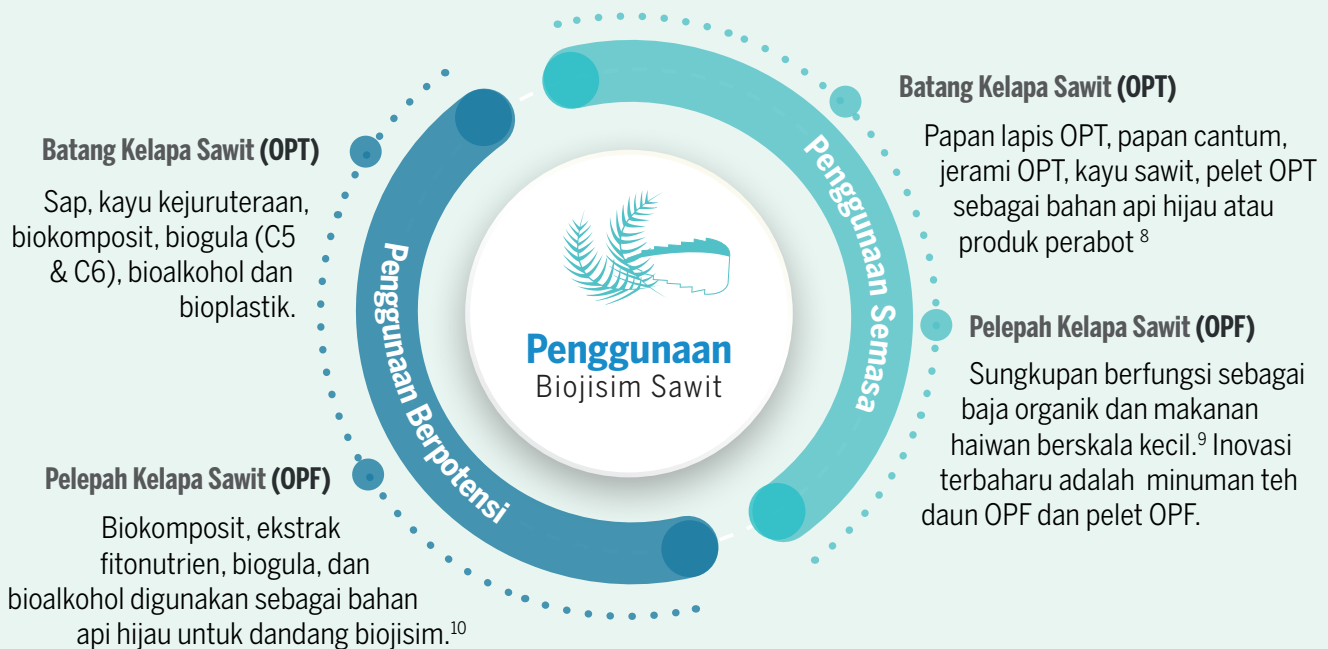 Penggunaan
Biojisim Sawit
Penggunaan Berpotensi
Batang Kelapa Sawit (OPT)
Sap, kayu kejuruteraan,
biokomposit, biogula (C5
& C6), bioalkohol dan
bioplastik.
Pelepah Kelapa Sawit (OPF)
Biokomposit, ekstrak
fitonutrien, biogula, dan
bioalkohol digunakan sebagai bahan
api hijau untuk dandang biojisim.10
Penggunaan Semasa
Batang Kelapa Sawit (OPT)
Papan lapis OPT, papan cantum,
jerami OPT, kayu sawit, pelet OPT
sebagai bahan api hijau atau
produk perabot 8
Pelepah Kelapa Sawit (OPF)
Sungkupan berfungsi sebagai
baja organik dan makanan
haiwan berskala kecil.9 Inovasi
terbaharu adalah minuman teh
daun OPF dan pelet OPF.